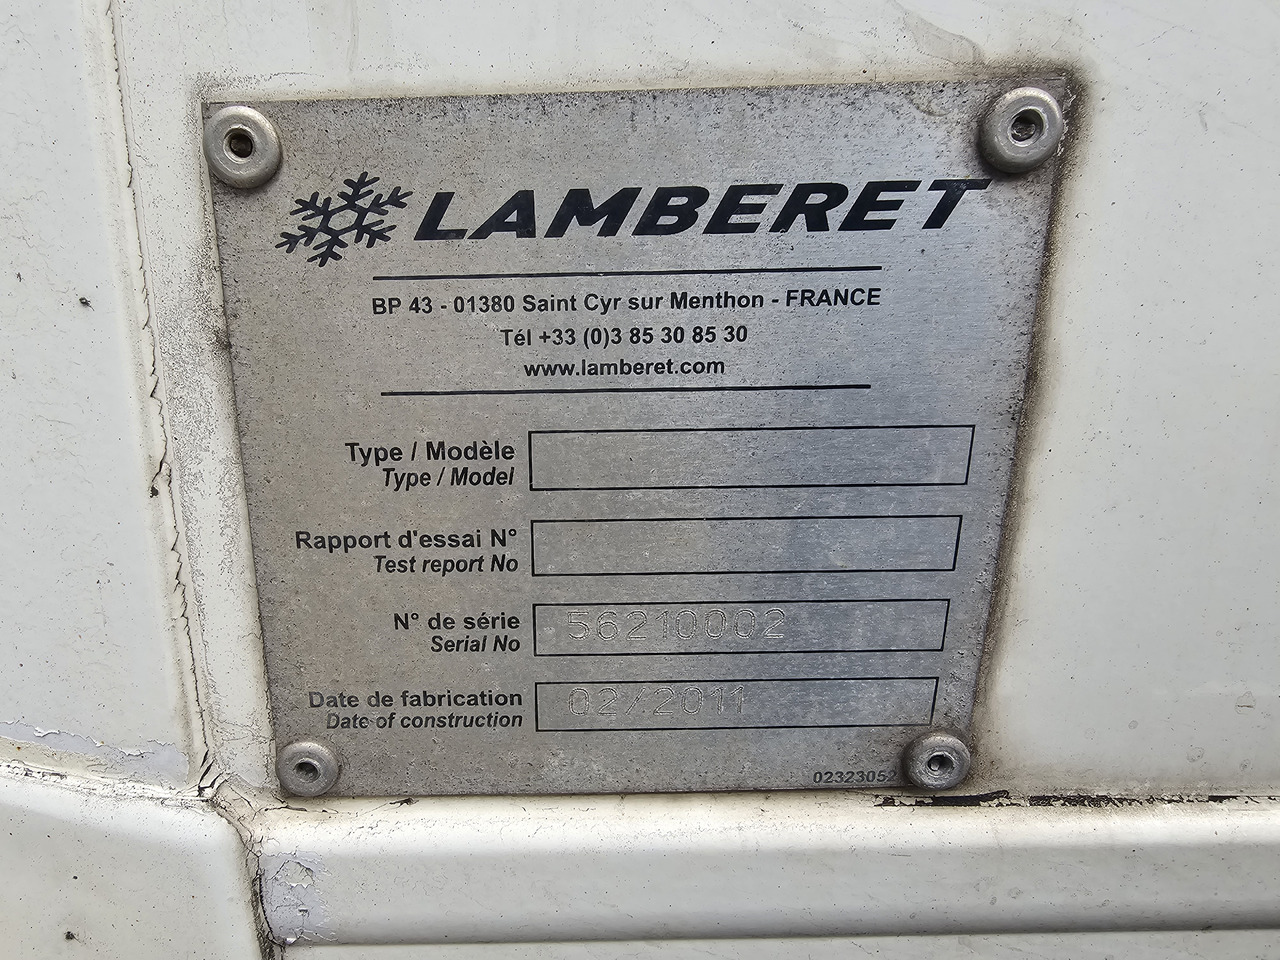 LAMBERET
BP 43 - 01380 Saint Cyr sur Menthon - FRANCE
Tél +33 (0)3 85 30 85 30
www.lamberet.com
Type / Modèle
Type / Model
Rapport d'essai N°
Test report No
N° de série
Serial No
56210002
Date de fabrication
Date of construction
02/2011
02323052